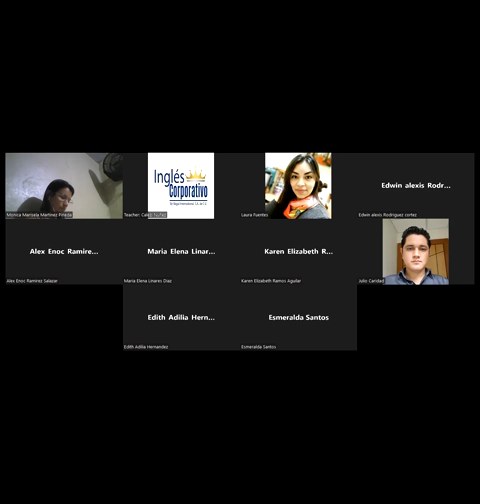 Inglés
Corporativo
Monica Marisela Martinez Pineda
Teacher: Caleb Nuñez
Laura Fuentes
Edwin alexis Rodr...
Edwin alexis Rodriguez cortez
Alex Enoc Ramire...
Alex Enoc Ramirez Salazar
Maria Elena Linar...
Maria Elena Linares Diaz
Karen Elizabeth R...
Karen Elizabeth Ramos Aguilar
Julio Caridad
Edith Adilia Hern...
Edith Adilia Hernandez
Esmeralda Santos
Esmeralda Santos